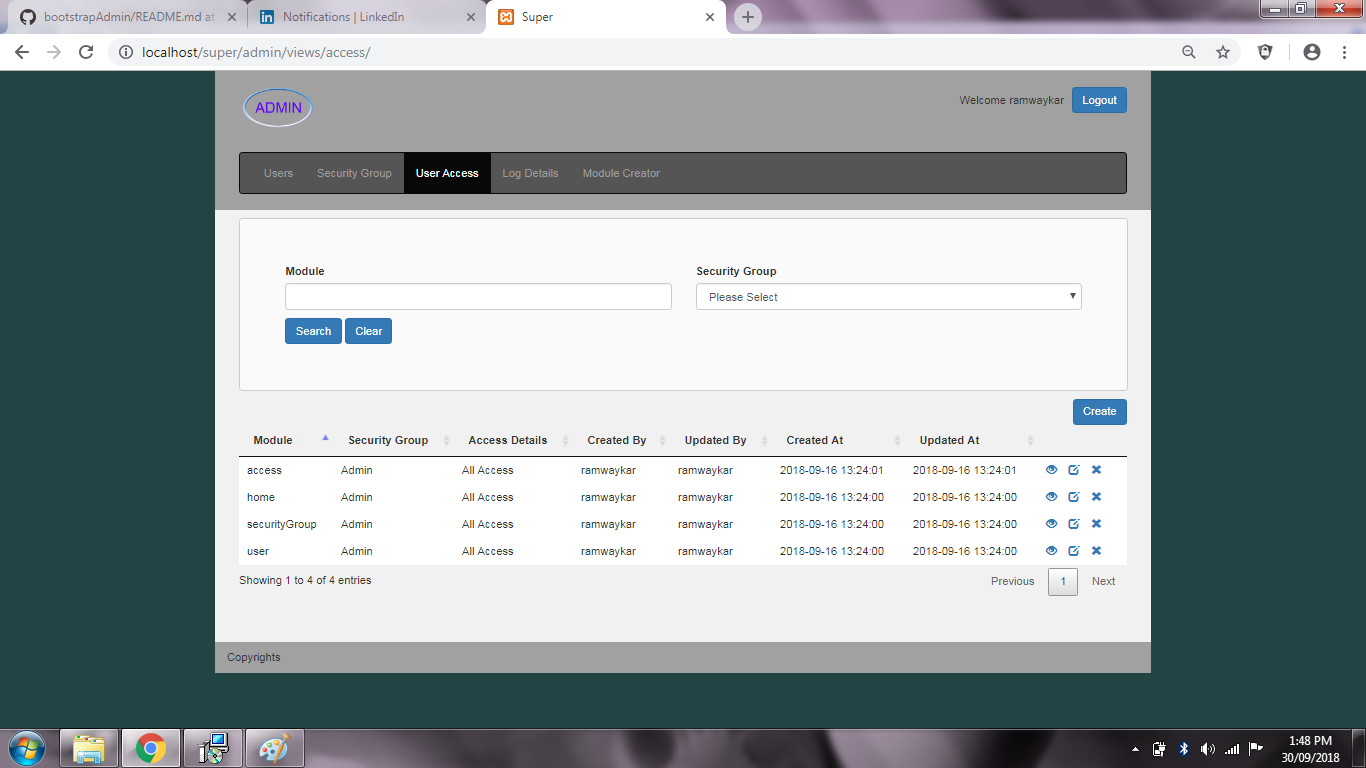 bootstrapAdmin/README.md at
Notifications | LinkedIn
Super
localhost/super/admin/views/access/
ADMIN
Welcome ramwaykar Logout
Users Security Group User Access Log Details Module Creator
Module Security Group
Please Select
Search Clear
Create
Module Security Group Access Details Created By Updated By Created At Updated At
access Admin All Access ramwaykar ramwaykar 2018-09-16 13:24:01 2018-09-16 13:24:01
home Admin All Access ramwaykar ramwaykar 2018-09-16 13:24:00 2018-09-16 13:24:00
securityGroup Admin All Access ramwaykar ramwaykar 2018-09-16 13:24:00 2018-09-16 13:24:00
user Admin All Access ramwaykar ramwaykar 2018-09-16 13:24:00 2018-09-16 13:24:00
Showing 1 to 4 of 4 entries Previous 1 Next
Copyrights
1:48 PM
30/09/2018